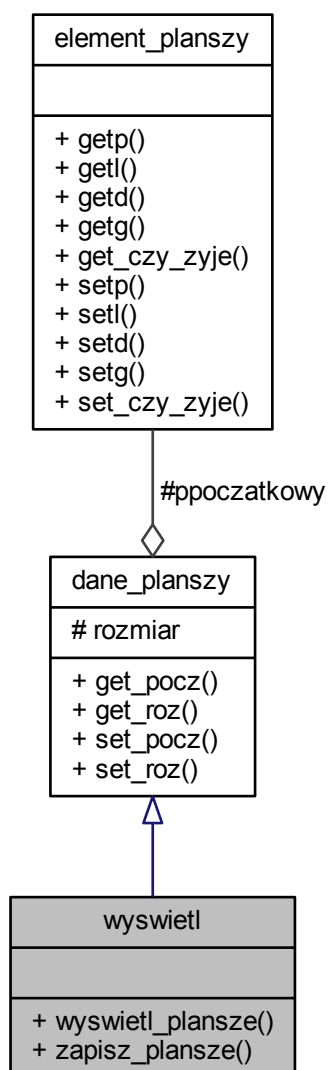 element_planszy
+ getp()
+ getl()
+ getd()
+ getg()
+ get_czy_zyje()
+ setp()
+ setl()
+ setd()
+ setg()
+ set_czy_zyje()
#ppoczatkowy
dane_planszy
# rozmiar
+ get_pocz()
+ get_roz()
+ set_pocz()
+ set_roz()
wyswietl
+ wyswietl_plansze()
+ zapisz_plansze()